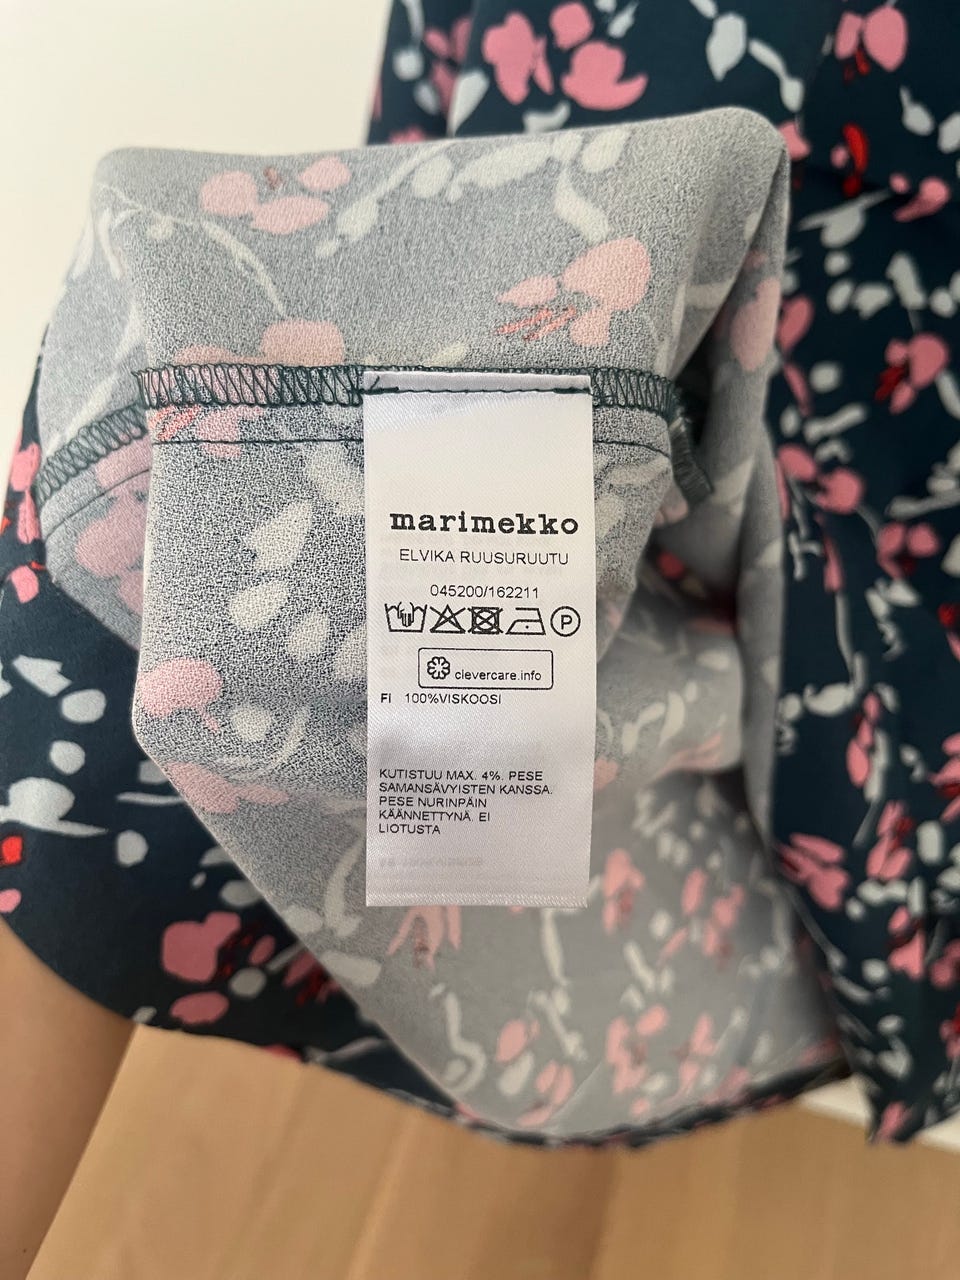 marimekko
ELVIKA RUUSURUUTU
045200/162211
P
clevercare.info
FI 100%VISKOOSI
KUTISTUU MAX. 4%. PESE
SAMANSÄVYISTEN KANSSA.
PESE NURINPÄIN
KÄÄNNETTYNÄ. EI
LIOTUSTA